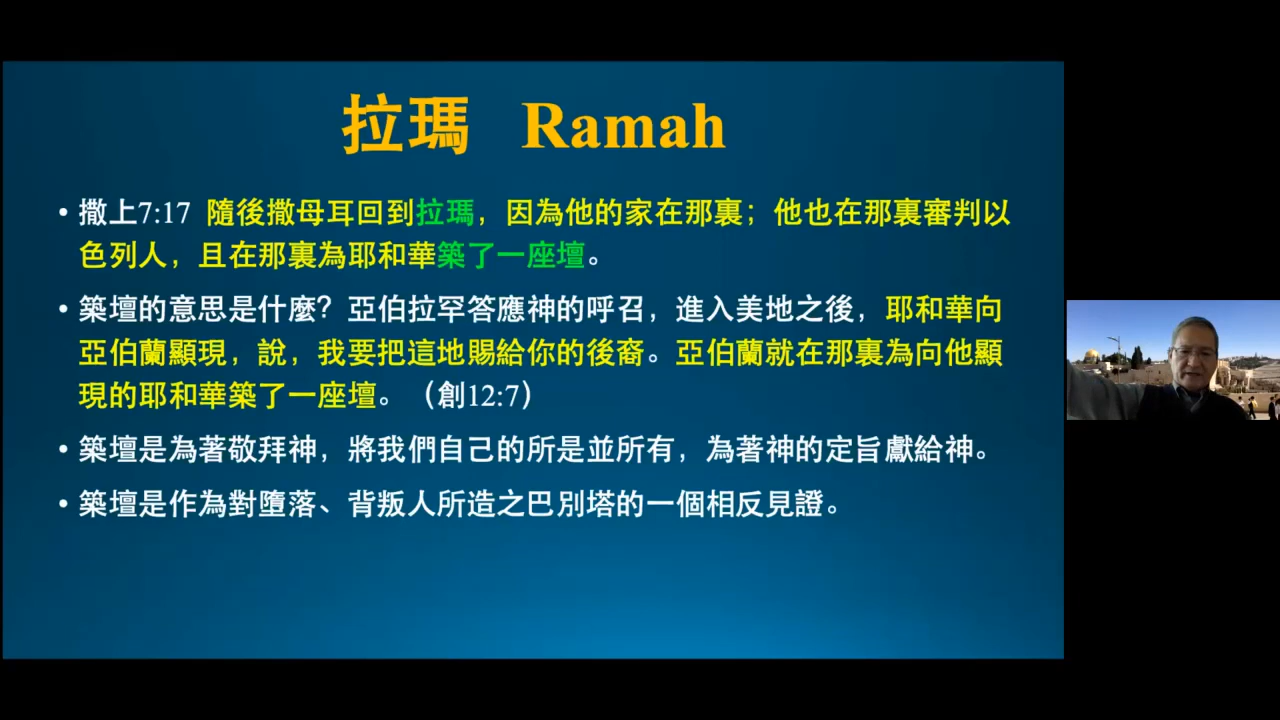 拉瑪 Ramah
• 撒上7:17 隨後撒母耳回到拉瑪，因為他的家在那裏；他也在那裏審判以
色列人，且在那裏為耶和華築了一座壇。
• 築壇的意思是什麼？亞伯拉罕答應神的呼召，進入美地之後，耶和華向
亞伯蘭顯現，說，我要把這地賜給你的後裔。亞伯蘭就在那裏為向他顯
現的耶和華築了一座壇。（創12:7）
• 築壇是為著敬拜神，將我們自己的所是並所有，為著神的定旨獻給神。
• 築壇是作為對墮落、背叛人所造之巴別塔的一個相反見證。